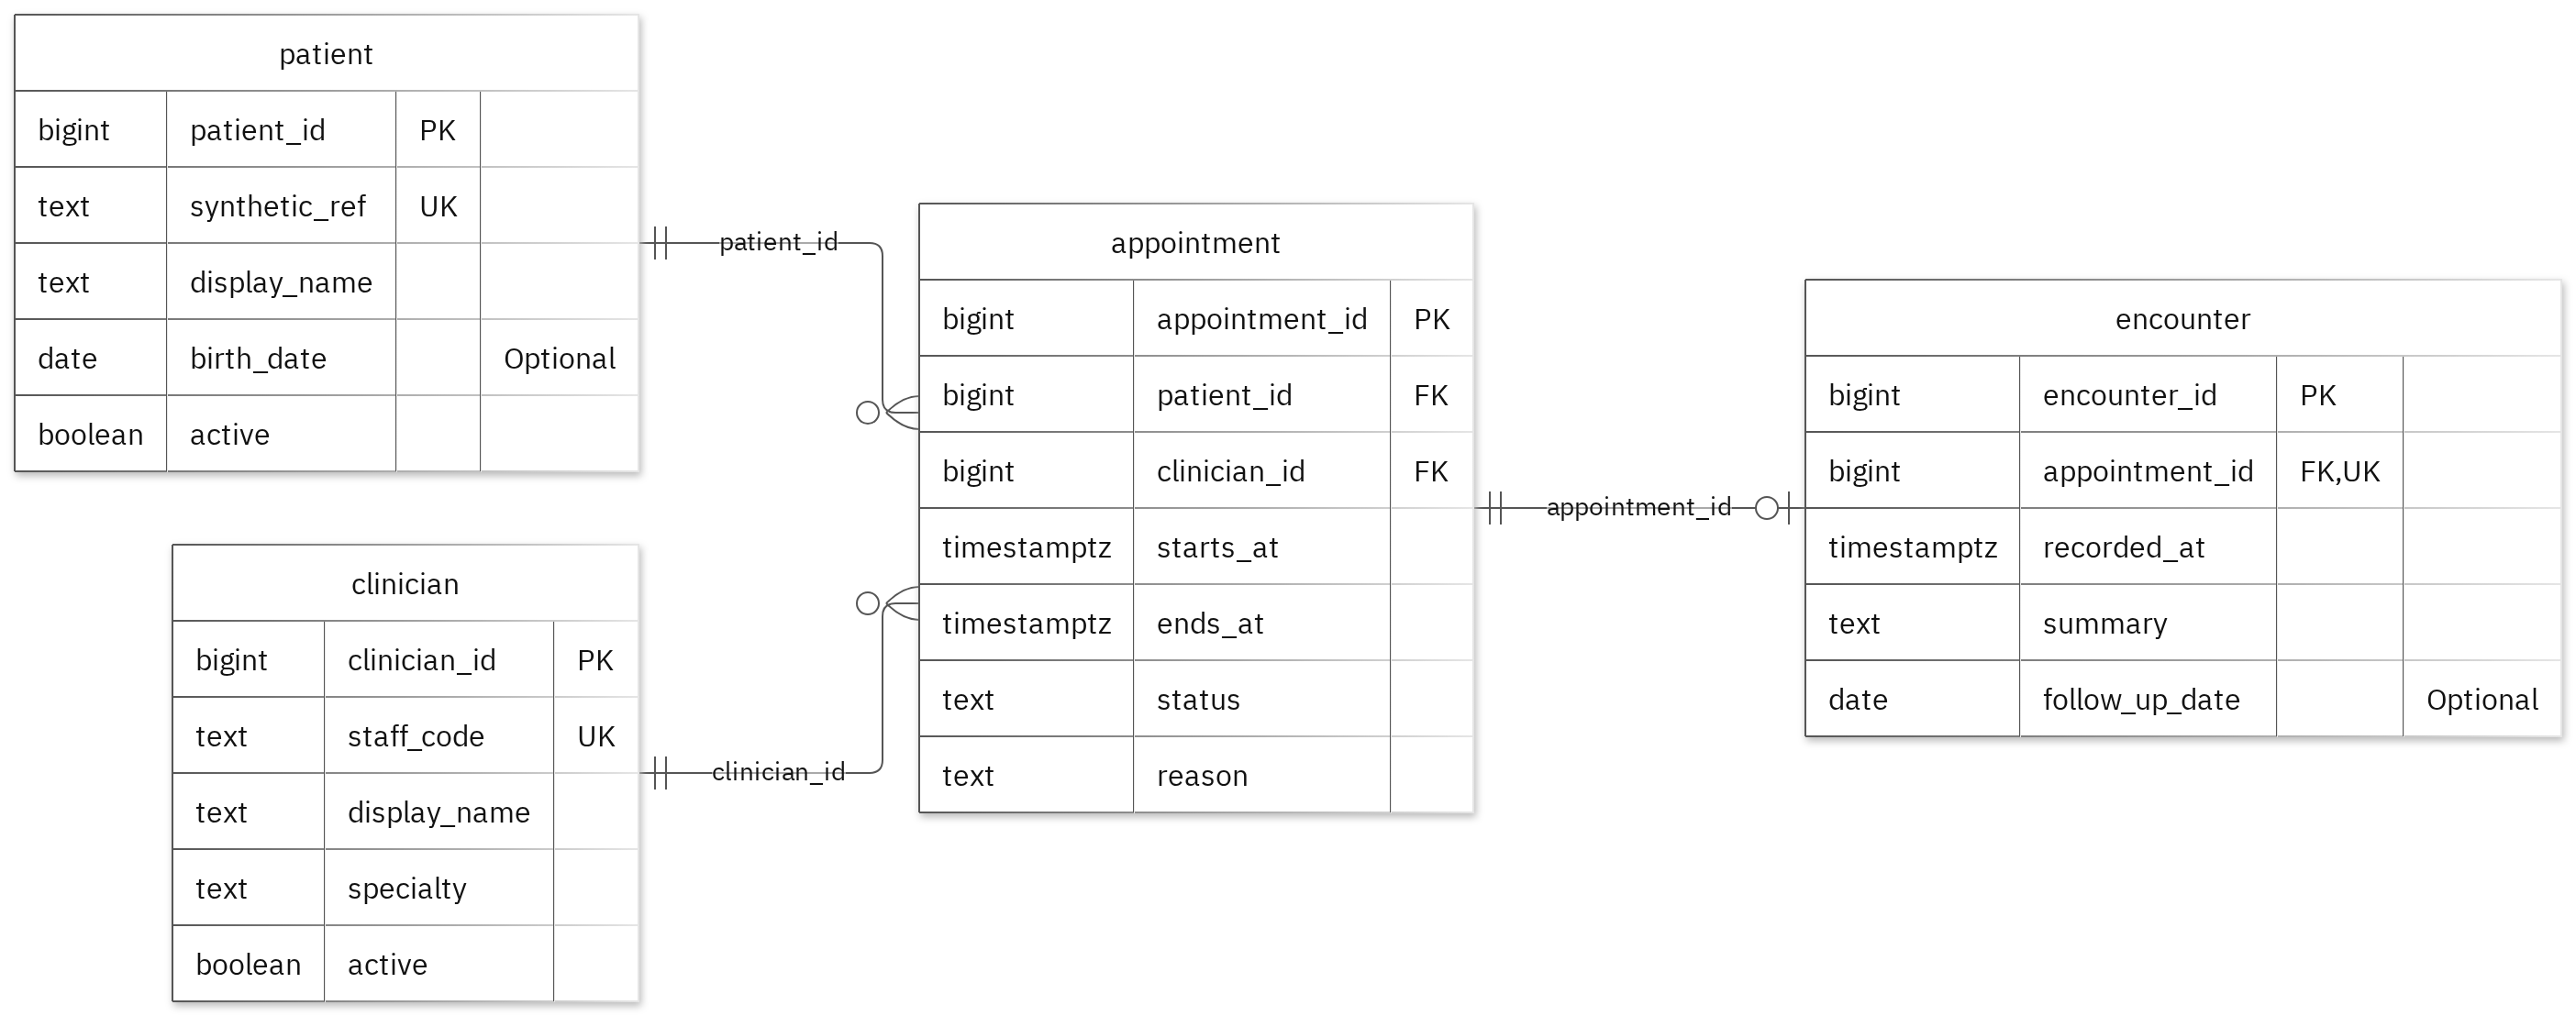 patient
bigint patient_id PK
text synthetic_ref UK
text display_name
date birth_date Optional
boolean active
patient_id
clinician
bigint clinician_id PK
text staff_code UK
text display_name
text specialty
boolean active
clinician_id
appointment
bigint appointment_id PK
bigint patient_id FK
bigint clinician_id FK
timestamptz starts_at
timestamptz ends_at
text status
text reason
appointment_id
encounter
bigint encounter_id PK
bigint appointment_id FK,UK
timestamptz recorded_at
text summary
date follow_up_date Optional